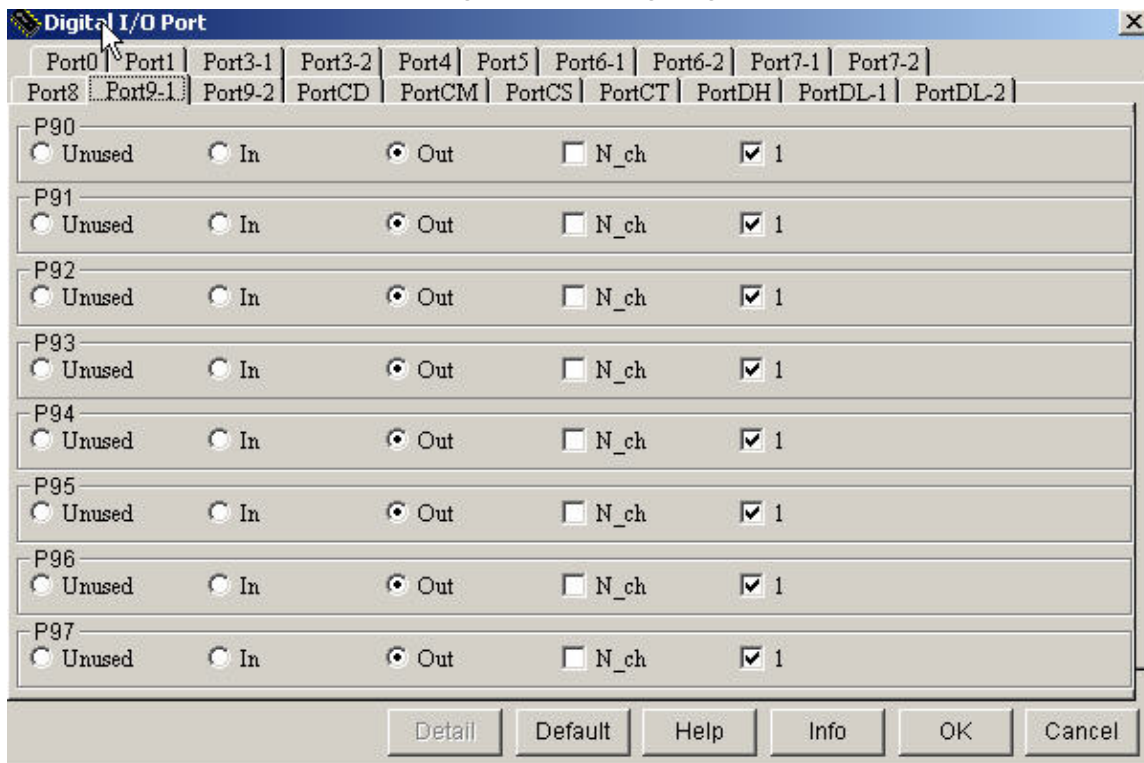 Digital I/O Port
Port0 Port1 Port3-1 Port3-2 Port4 Port5 Port6-1 Port6-2 Port7-1 Port7-2
Port8 Port9-1 Port9-2 PortCD PortCM PortCS PortCT PortDH PortDL-1 PortDL-2
P90
Unused In Out N_ch 1
P91
Unused In Out N_ch 1
P92
Unused In Out N_ch 1
P93
Unused In Out N_ch 1
P94
Unused In Out N_ch 1
P95
Unused In Out N_ch 1
P96
Unused In Out N_ch 1
P97
Unused In Out N_ch 1
Detail Default Help Info OK Cancel